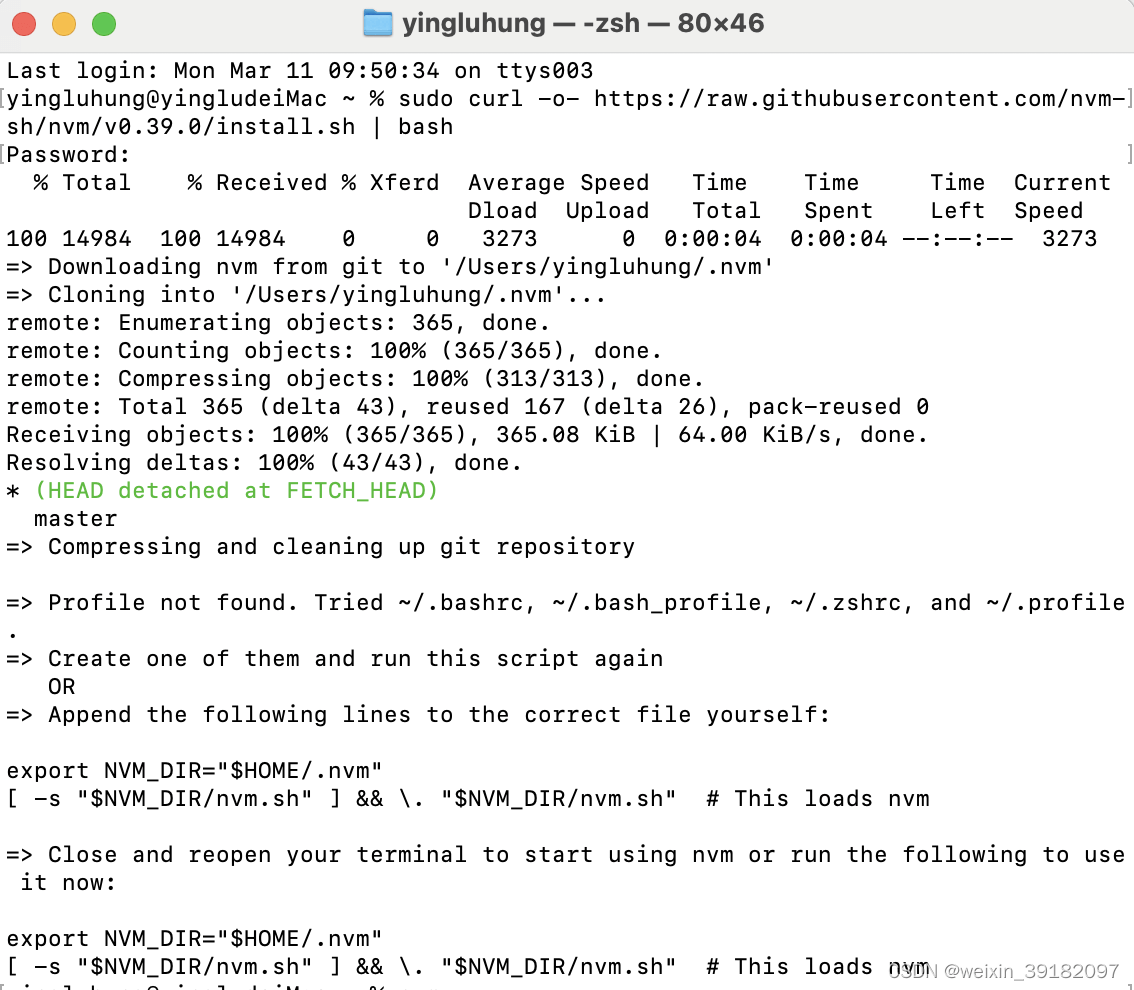 yingluhung — -zsh — 80×46
Last login: Mon Mar 11 09:50:34 on ttys003
[yingluhung@yingludeiMac ~ % sudo curl -o- https://raw.githubusercontent.com/nvm-]
sh/nvm/v0.39.0/install.sh | bash
[Password:                                                                      ]
  % Total    % Received % Xferd  Average Speed   Time    Time     Time  Current
                                 Dload  Upload   Total   Spent    Left  Speed
100 14984  100 14984    0     0   3273      0  0:00:04  0:00:04 --:--:--  3273
=> Downloading nvm from git to '/Users/yingluhung/.nvm'
=> Cloning into '/Users/yingluhung/.nvm'...
remote: Enumerating objects: 365, done.
remote: Counting objects: 100% (365/365), done.
remote: Compressing objects: 100% (313/313), done.
remote: Total 365 (delta 43), reused 167 (delta 26), pack-reused 0
Receiving objects: 100% (365/365), 365.08 KiB | 64.00 KiB/s, done.
Resolving deltas: 100% (43/43), done.
* (HEAD detached at FETCH_HEAD)
  master
=> Compressing and cleaning up git repository

=> Profile not found. Tried ~/.bashrc, ~/.bash_profile, ~/.zshrc, and ~/.profile
.
=> Create one of them and run this script again
   OR
=> Append the following lines to the correct file yourself:

export NVM_DIR="$HOME/.nvm"
[ -s "$NVM_DIR/nvm.sh" ] && \. "$NVM_DIR/nvm.sh"  # This loads nvm

=> Close and reopen your terminal to start using nvm or run the following to use
 it now:

export NVM_DIR="$HOME/.nvm"
[ -s "$NVM_DIR/nvm.sh" ] && \. "$NVM_DIR/nvm.sh"  # This loads nvm
CSDN @weixin_39182097